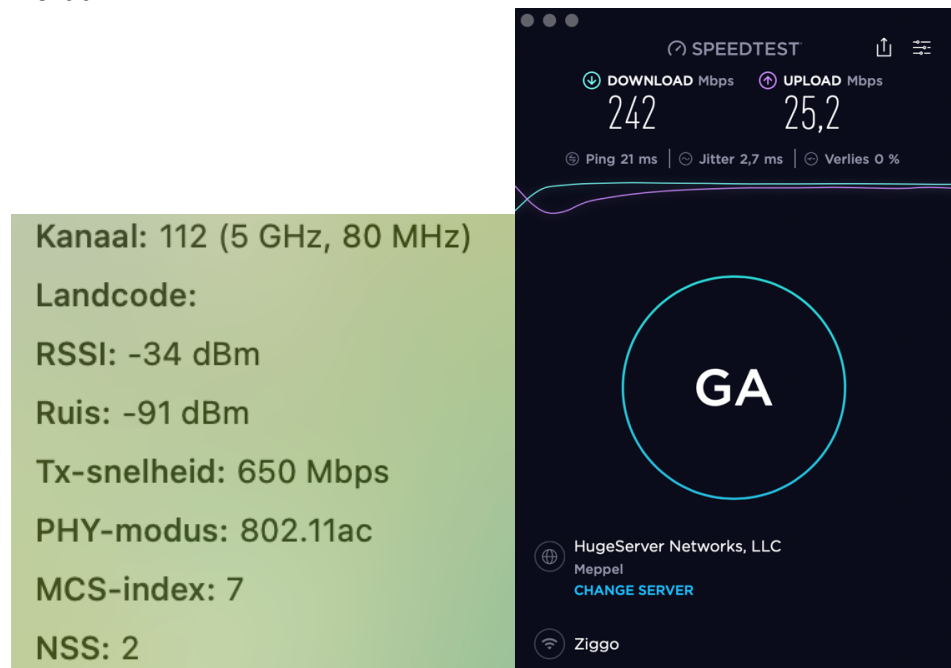 Kanaal: 112 (5 GHz, 80 MHz)
Landcode:
RSSI: -34 dBm
Ruis: -91 dBm
Tx-snelheid: 650 Mbps
PHY-modus: 802.11ac
MCS-index: 7
NSS: 2
SPEEDTEST
DOWNLOAD Mbps UPLOAD Mbps
242 25,2
Ping 21 ms Jitter 2,7 ms Verlies 0 %
GA
HugeServer Networks, LLC
Meppel
CHANGE SERVER
Ziggo